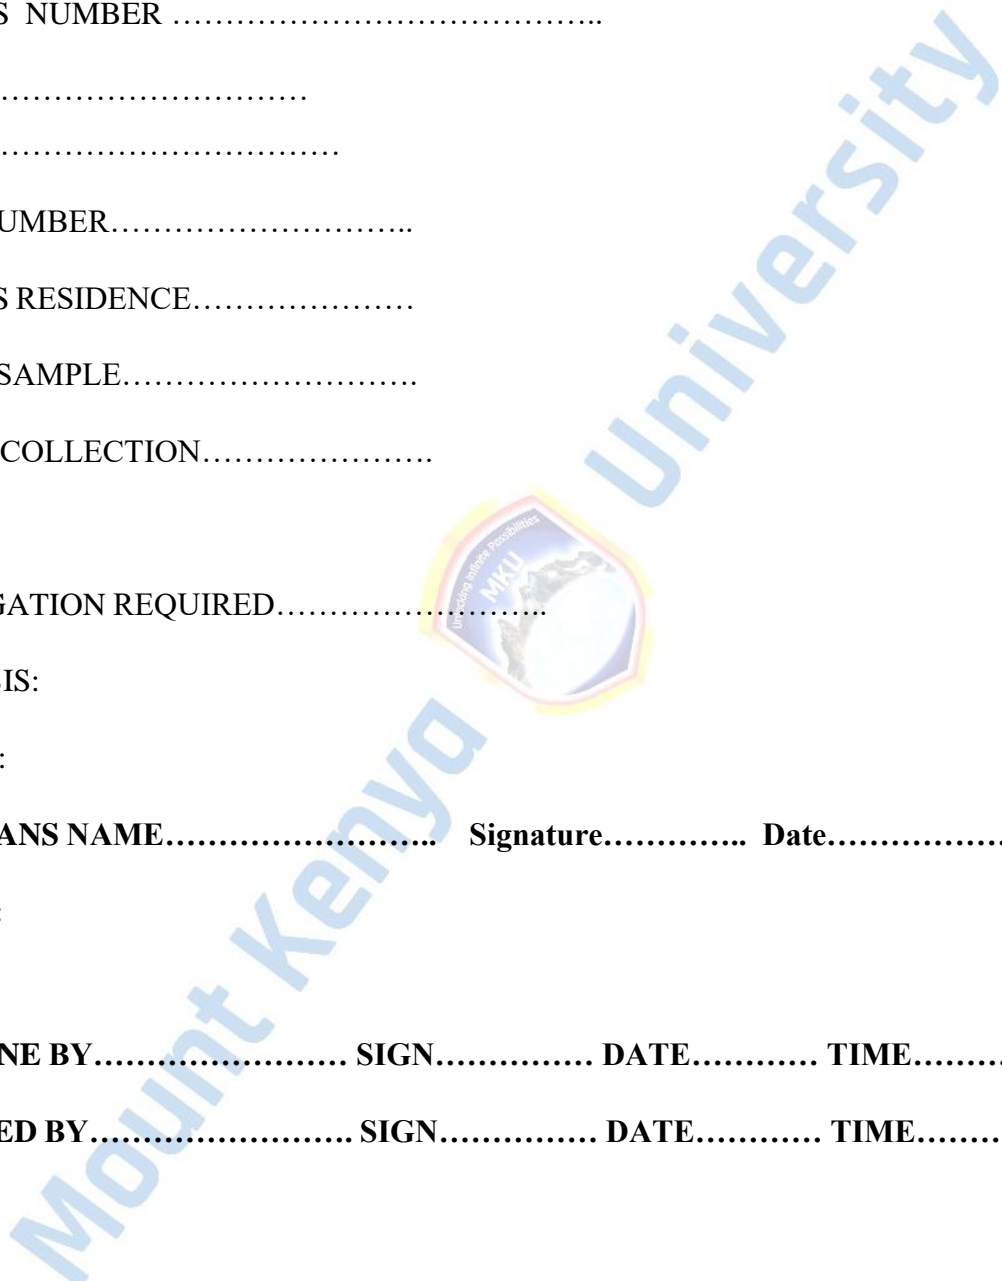 S NUMBER …………………………………..
…………………………
……………………………
UMBER………………………..
S RESIDENCE…………………
SAMPLE……………………….
COLLECTION………………….
GATION REQUIRED…………………….
SIS:
:
ANS NAME…………………….. Signature………….. Date………………
:
NE BY…………………… SIGN…………… DATE………… TIME………
ED BY……………………. SIGN…………… DATE………… TIME………
Mount Kenya University
Unlocking Infinite Possibilities
MKU